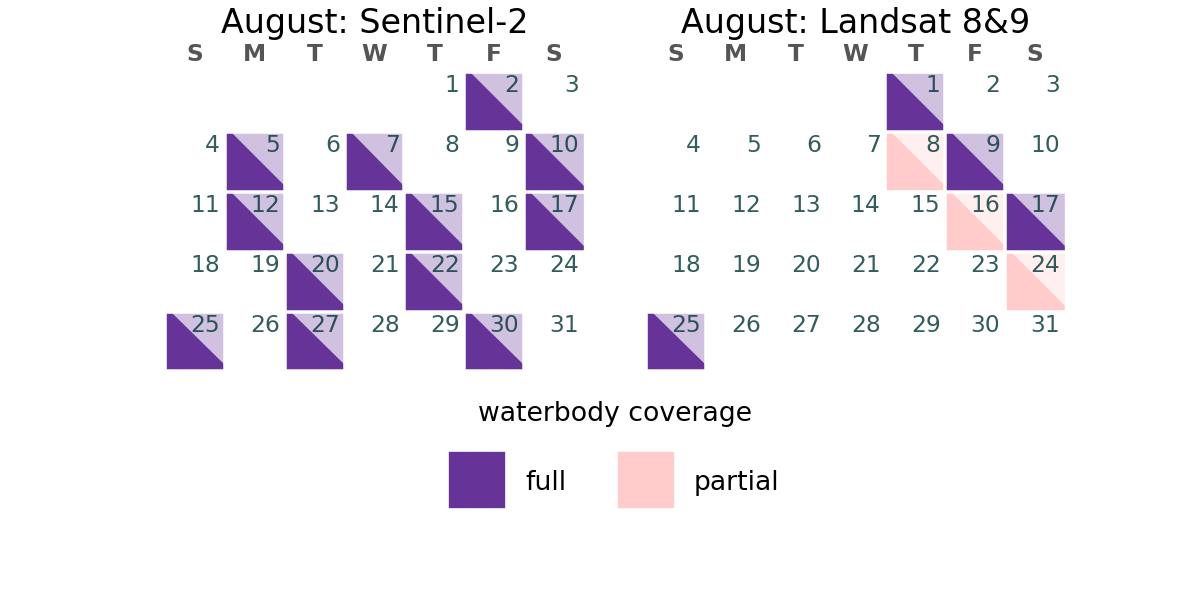 August: Sentinel-2
S M T W T F S
1 2 3
4 5 6 7 8 9 10
11 12 13 14 15 16 17
18 19 20 21 22 23 24
25 26 27 28 29 30 31
August: Landsat 8&9
S M T W T F S
1 2 3
4 5 6 7 8 9 10
11 12 13 14 15 16 17
18 19 20 21 22 23 24
25 26 27 28 29 30 31
waterbody coverage
full
partial